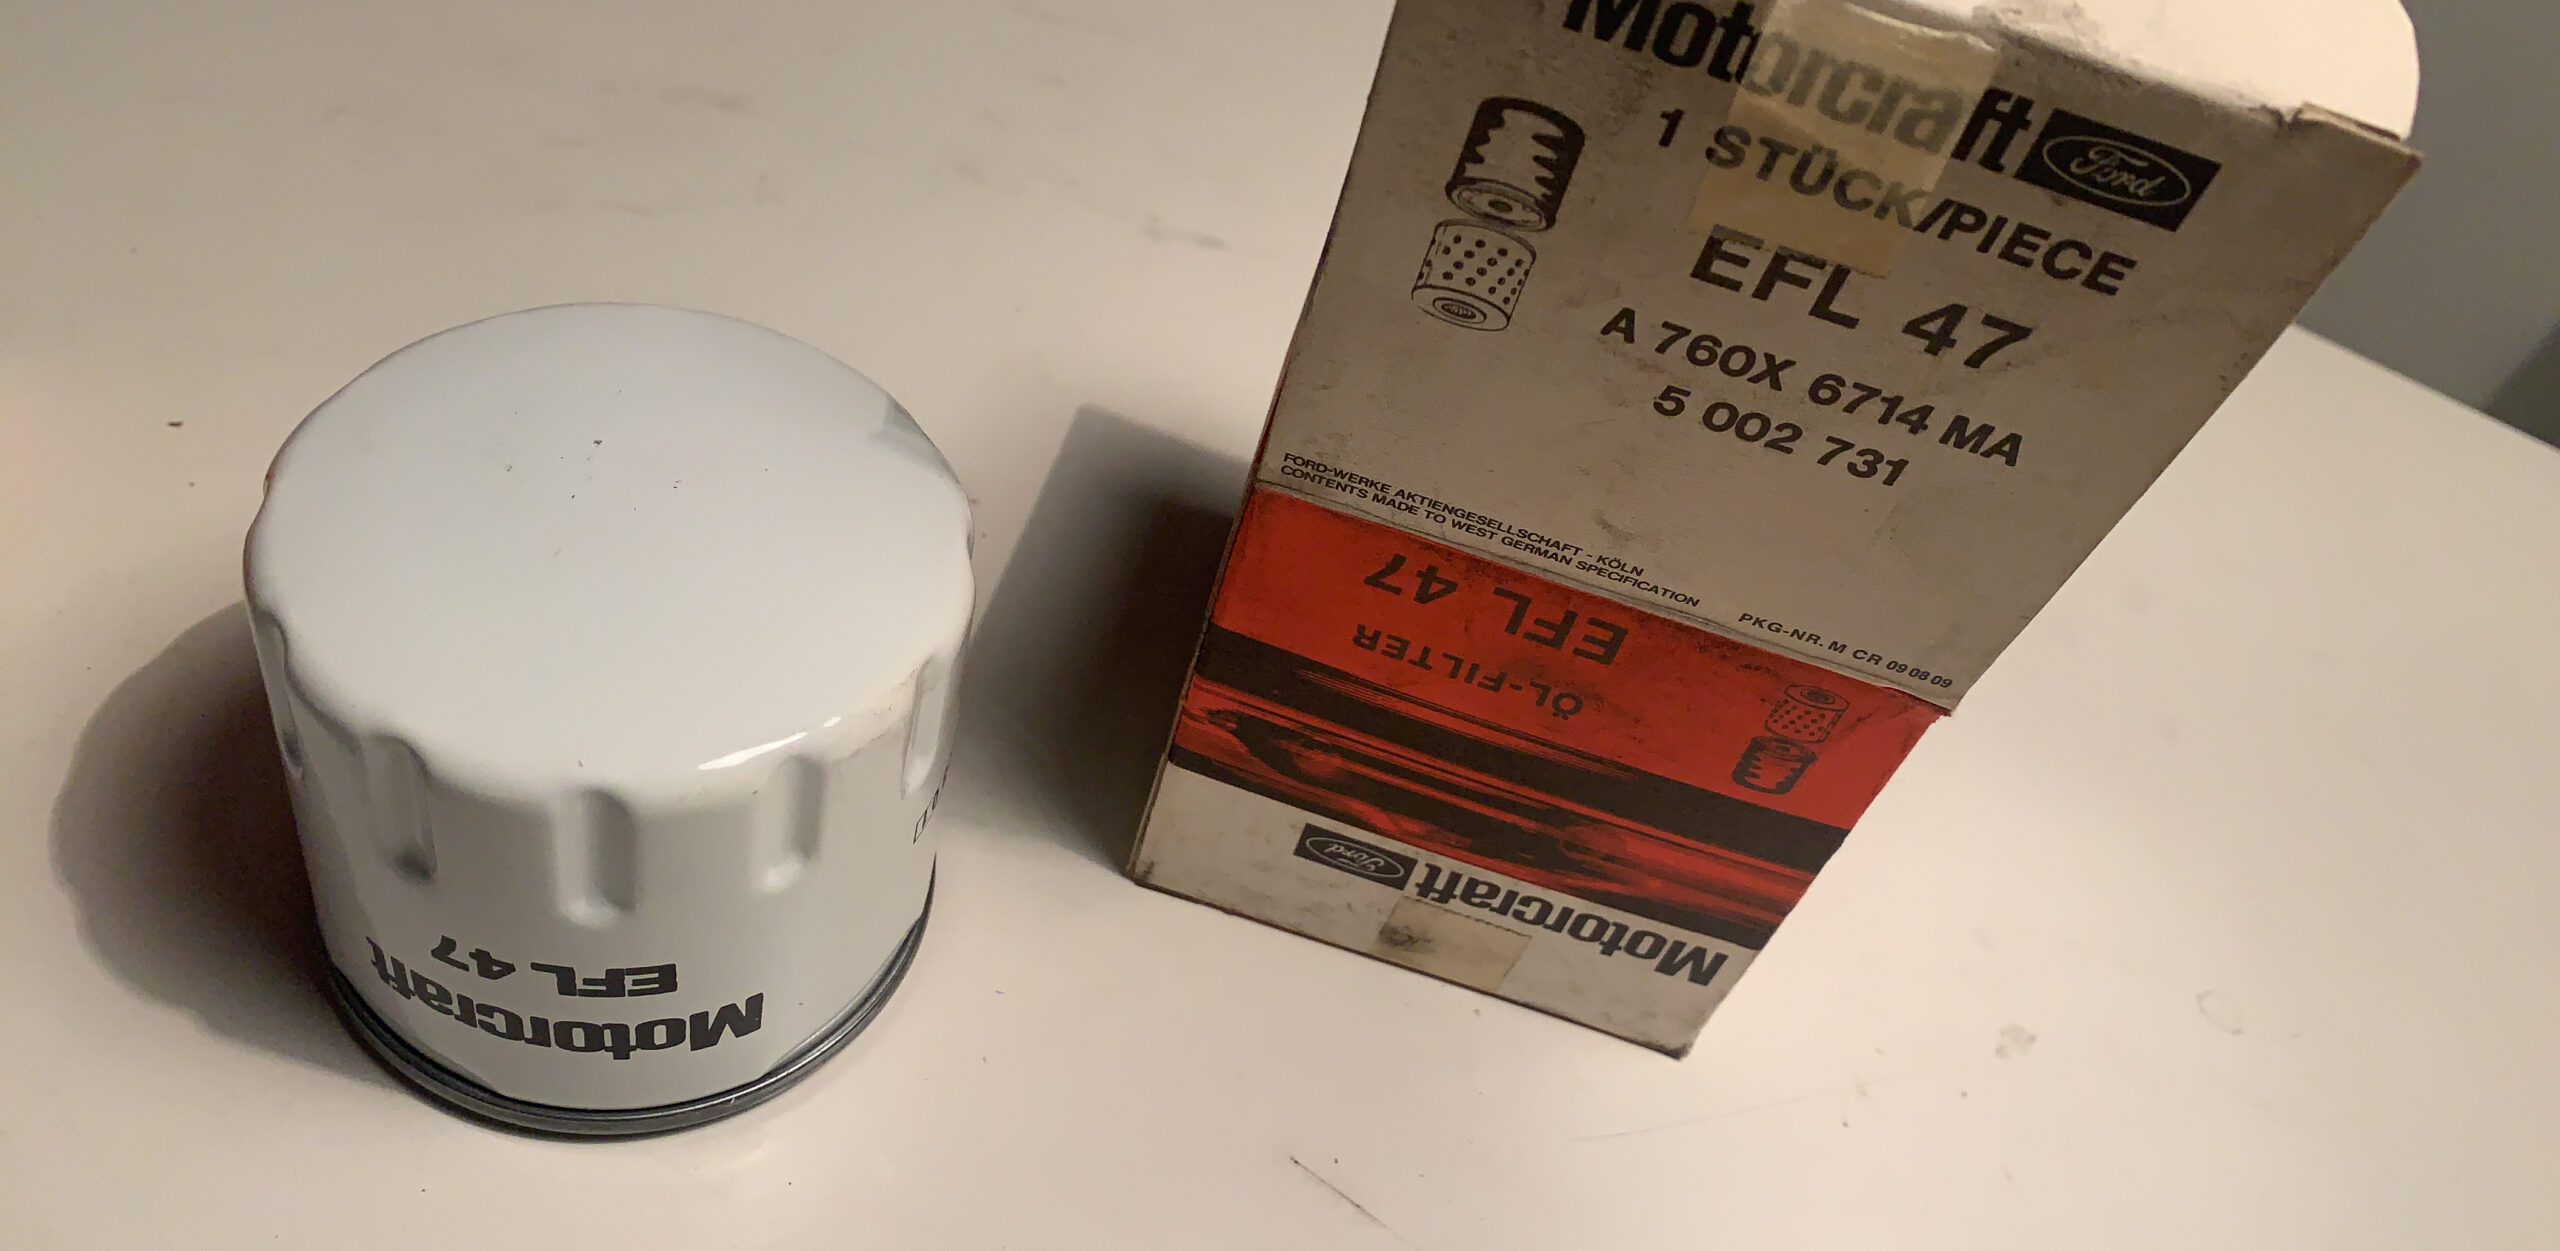 Motorcraft Ford
1 STÜCK/PIECE
EFL 47
A 760X 6714 MA
5 002 731
FORD-WERKE AKTIENGESELLSCHAFT - KÖLN
CONTENTS MADE TO WEST GERMAN SPECIFICATION
PKG-NR. M CR 09 08 09
Motorcraft Ford
ÖL-FILTER
EFL 47
Motorcraft
EFL 47